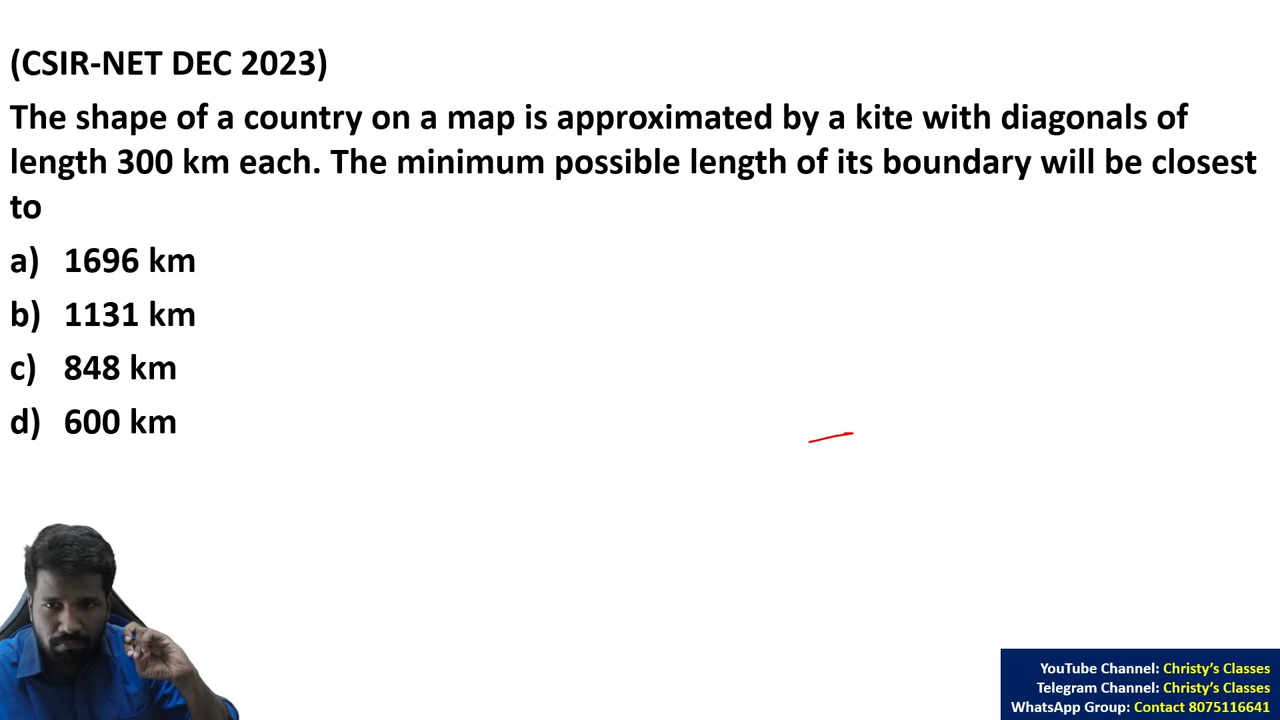 (CSIR-NET DEC 2023)
The shape of a country on a map is approximated by a kite with diagonals of
length 300 km each. The minimum possible length of its boundary will be closest
to
a) 1696 km
b) 1131 km
c) 848 km
d) 600 km
YouTube Channel: Christy's Classes
Telegram Channel: Christy's Classes
WhatsApp Group: Contact 8075116641